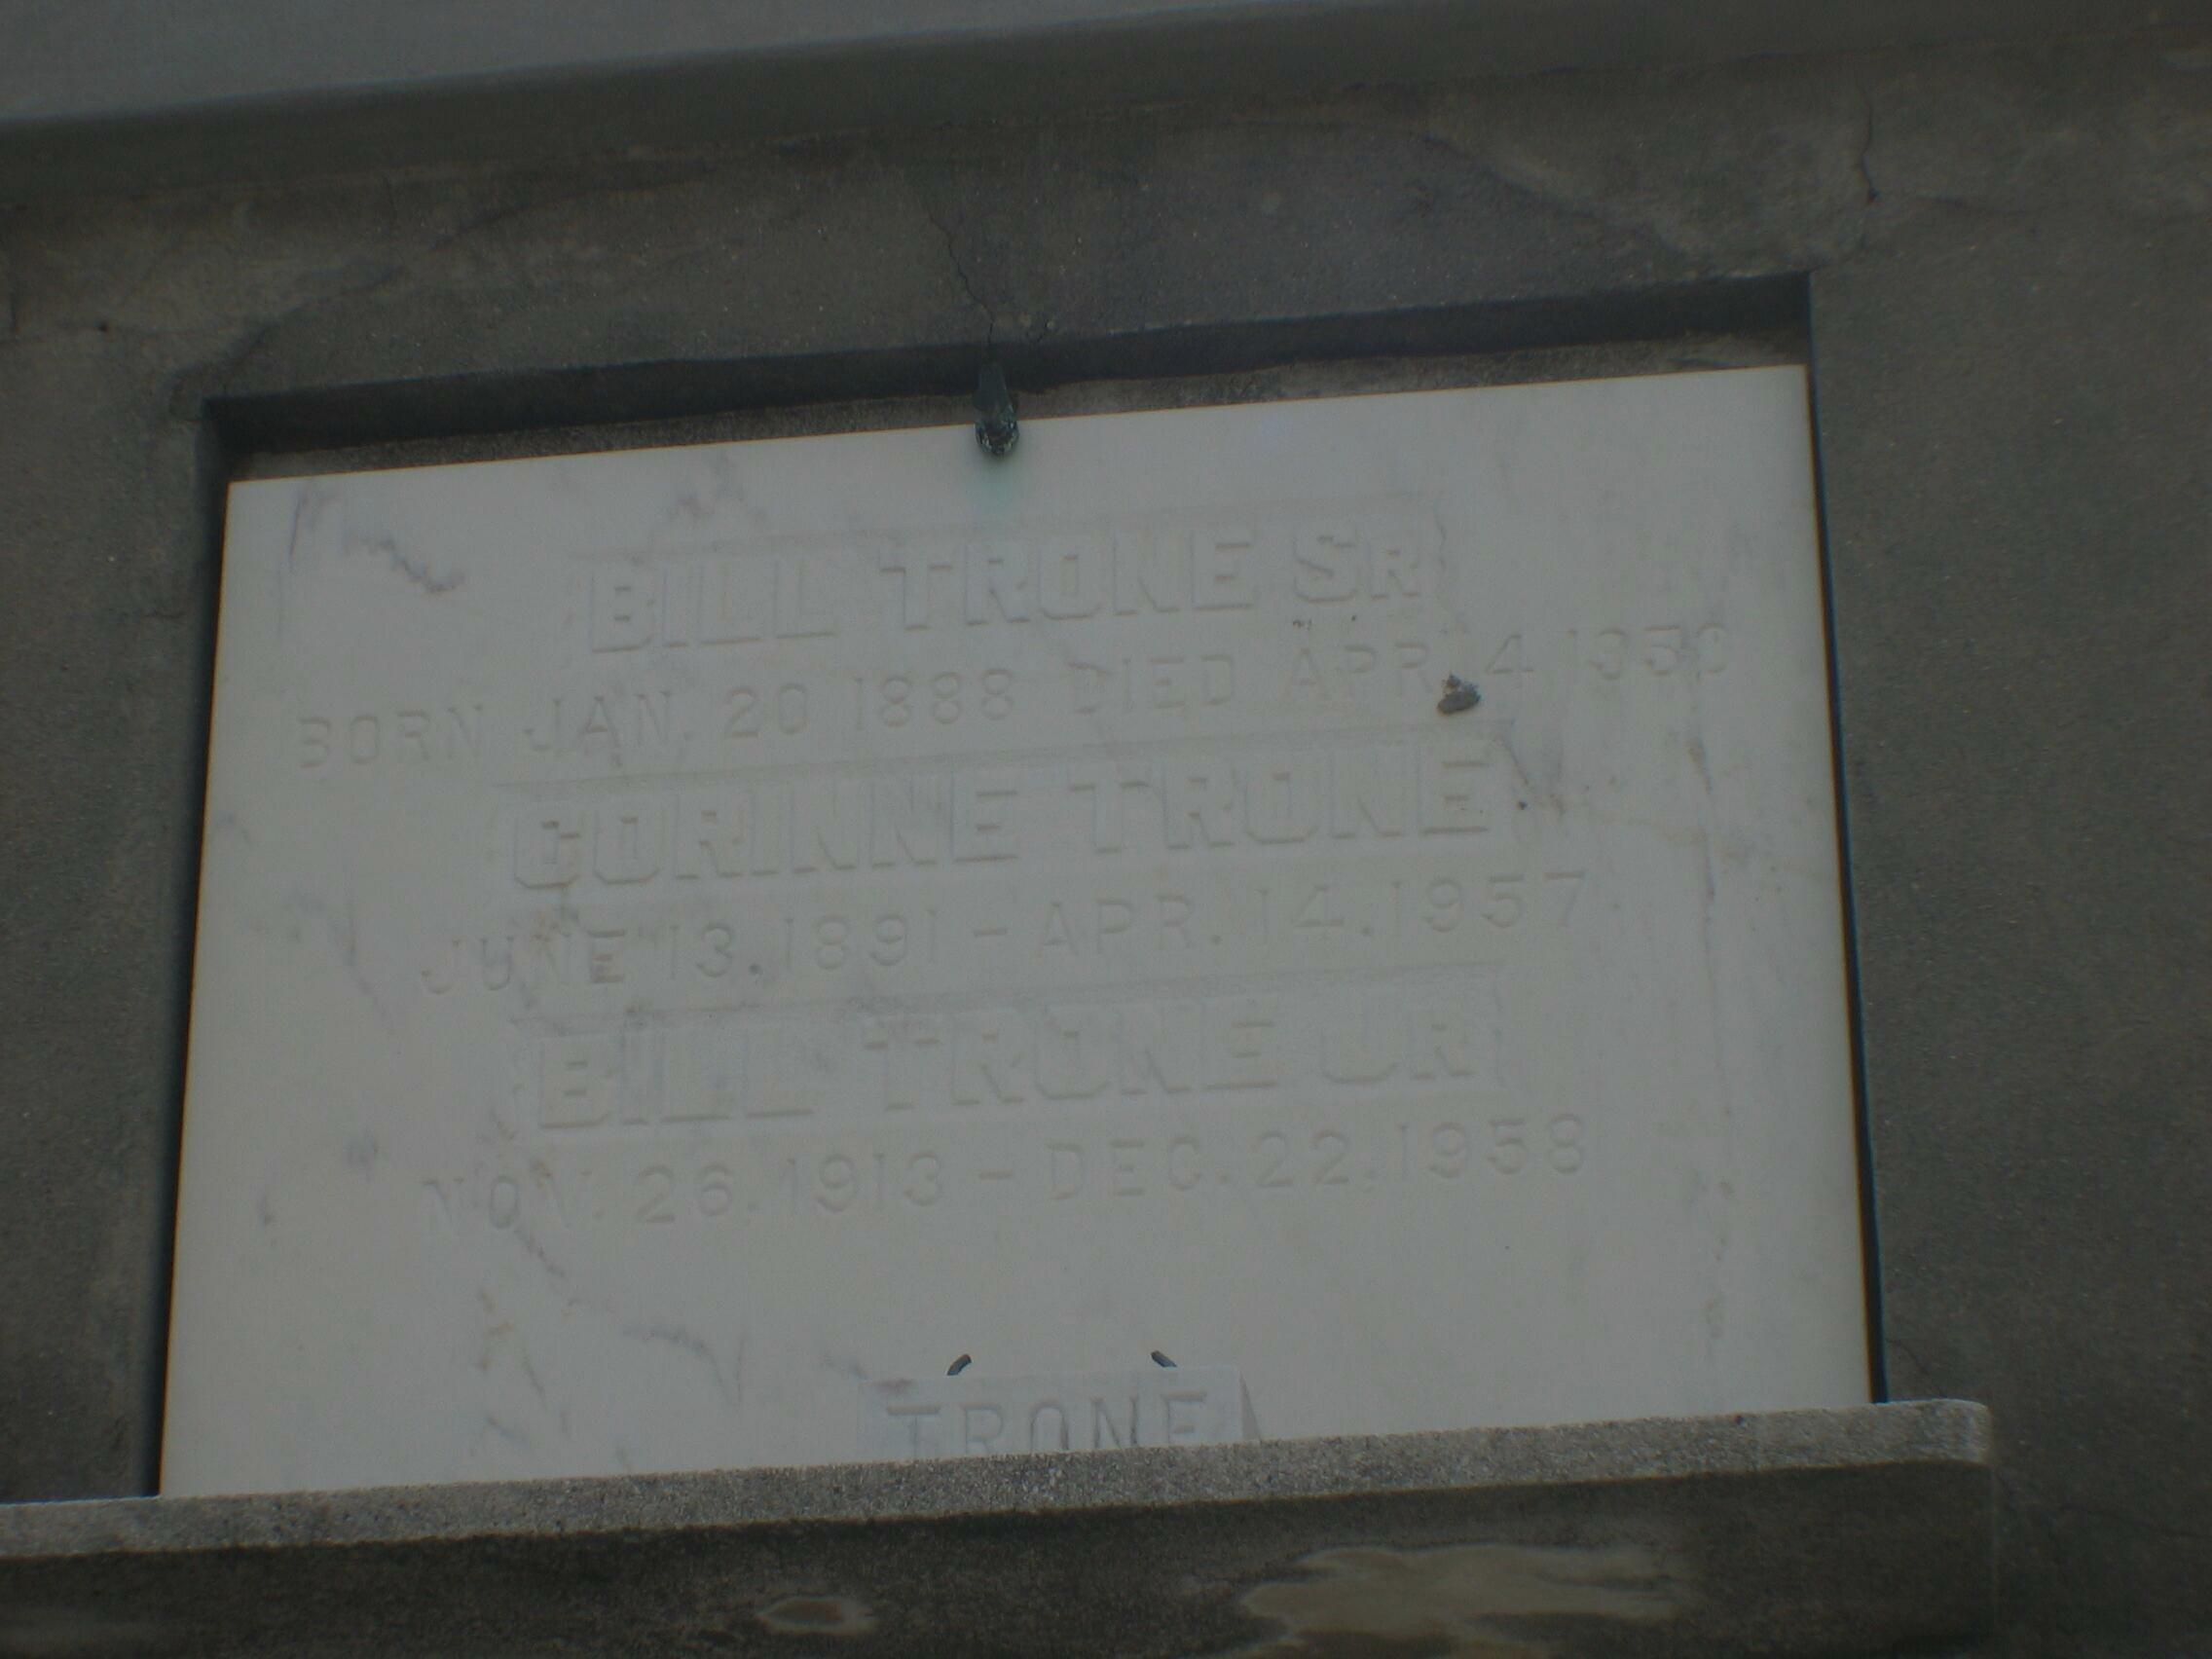 BILL TRONE SR
BORN JAN. 20 1888 DIED APR. 4
CORINNE TRONE
JUNE 13.1891 - APR. 14.1957
BILL TRONE JR
NOV. 26.1913 - DEC. 22.1958
TRONE